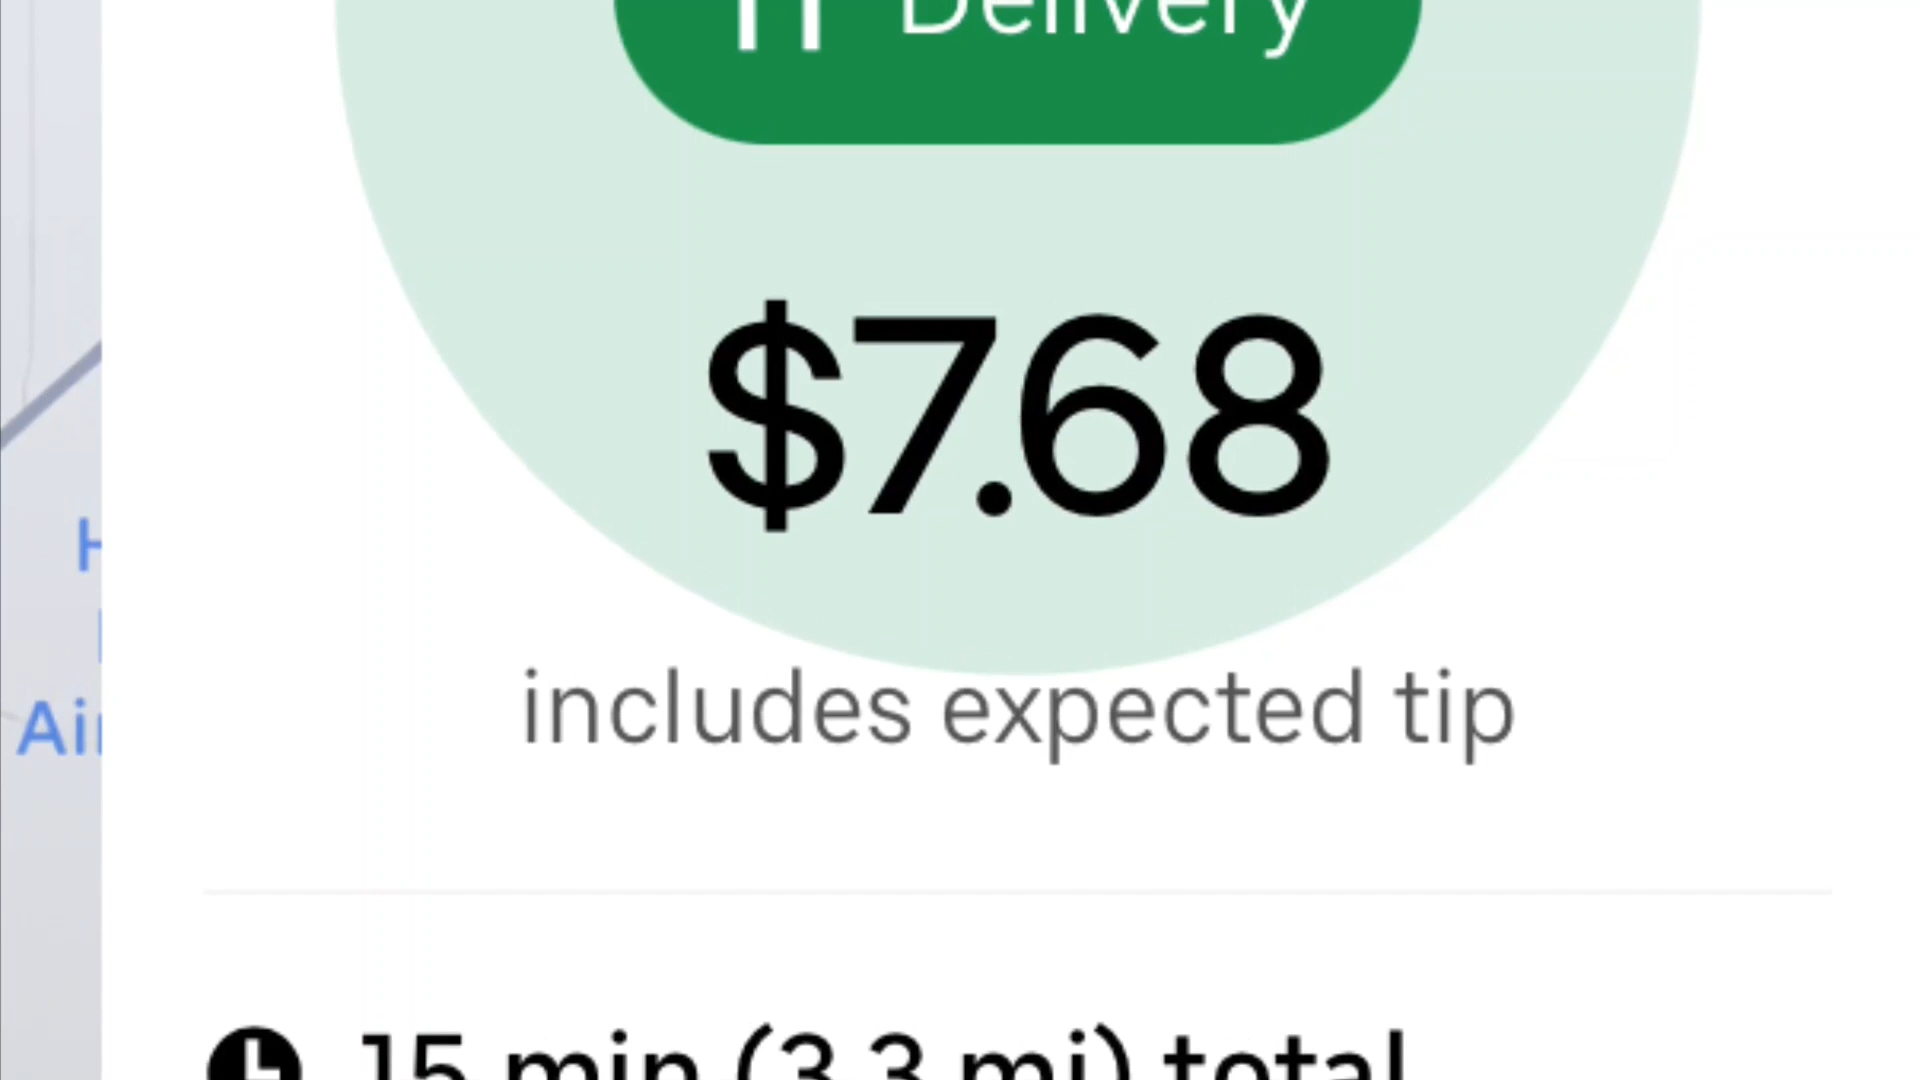 Delivery
$7.68
includes expected tip
15 min (3.3 mi) total